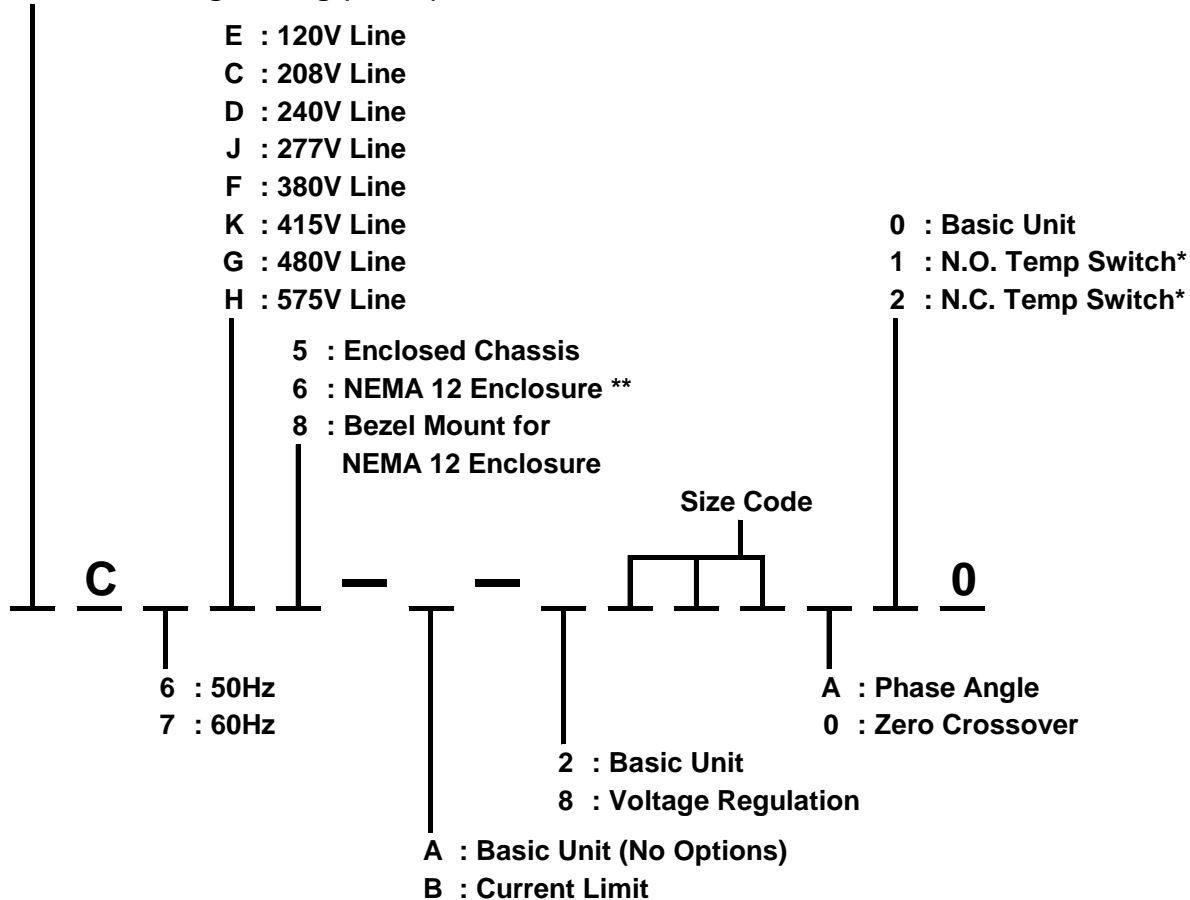 E : 120V Line
C : 208V Line
D : 240V Line
J : 277V Line
F : 380V Line
K : 415V Line
G : 480V Line
H : 575V Line
0 : Basic Unit
1 : N.O. Temp Switch*
2 : N.C. Temp Switch*
5 : Enclosed Chassis
6 : NEMA 12 Enclosure **
8 : Bezel Mount for
NEMA 12 Enclosure
Size Code
C – – 0
6 : 50Hz
7 : 60Hz
A : Phase Angle
0 : Zero Crossover
2 : Basic Unit
8 : Voltage Regulation
A : Basic Unit (No Options)
B : Current Limit